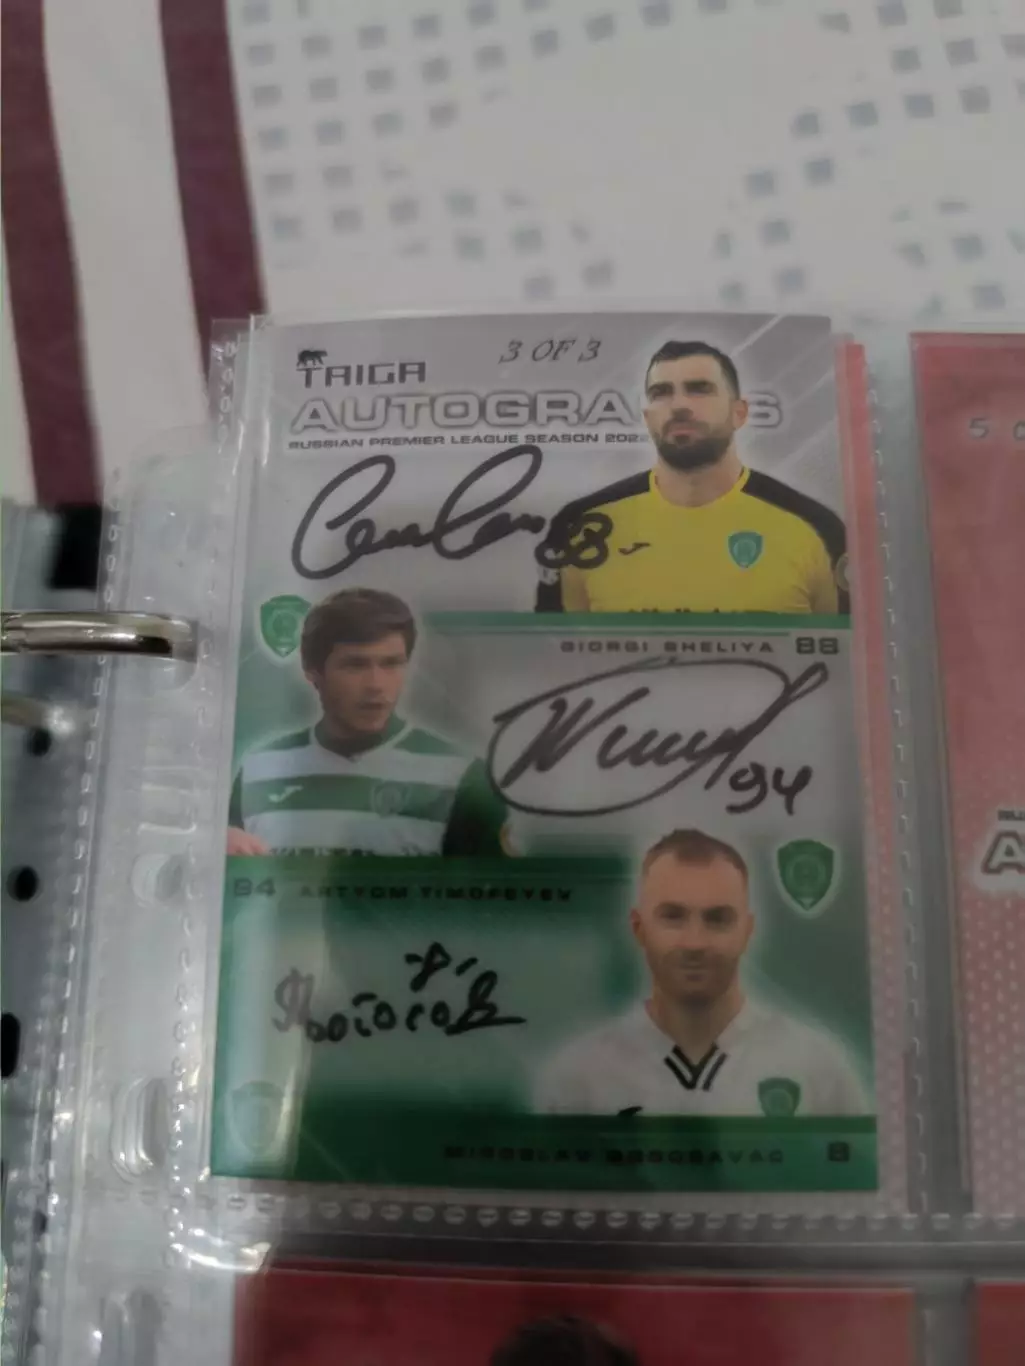 3 OF 3
TAIGA
AUTOGRA S
RUSSIAN PREMIER LEAGUE SEASON 202
88
GIORGI SHELIYA 88
94
94 ARTYOM TIMOFEYEV
8
MIROSLAV BOGOSAVAC 8
5 O
A